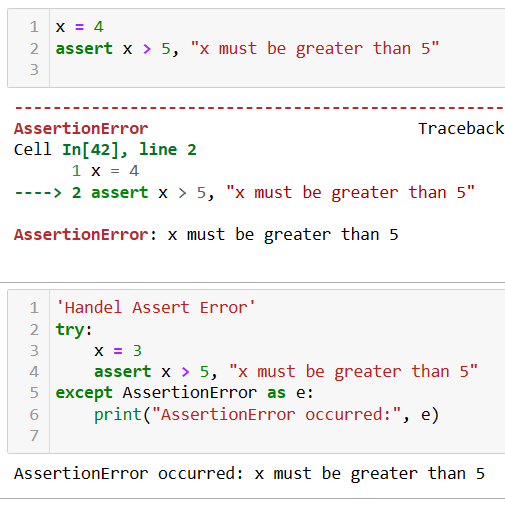 1 x = 4
2 assert x > 5, "x must be greater than 5"
3
---------------------------------------------------
AssertionError Traceback
Cell In[42], line 2
1 x = 4
----> 2 assert x > 5, "x must be greater than 5"
AssertionError: x must be greater than 5
1 'Handel Assert Error'
2 try:
3 x = 3
4 assert x > 5, "x must be greater than 5"
5 except AssertionError as e:
6 print("AssertionError occurred:", e)
7
AssertionError occurred: x must be greater than 5